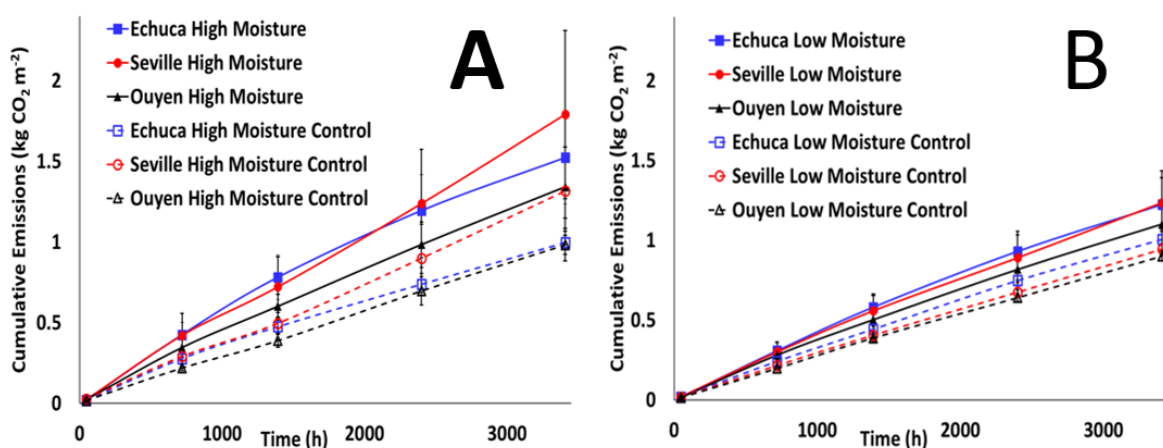 A
Echuca High Moisture
Seville High Moisture
Ouyen High Moisture
Echuca High Moisture Control
Seville High Moisture Control
Ouyen High Moisture Control
Cumulative Emissions (kg CO₂ m⁻²)
2
1.5
1
0.5
0
0 1000 2000 3000
Time (h)
B
Echuca Low Moisture
Seville Low Moisture
Ouyen Low Moisture
Echuca Low Moisture Control
Seville Low Moisture Control
Ouyen Low Moisture Control
Cumulative Emissions (kg CO₂ m⁻²)
2
1.5
1
0.5
0
0 1000 2000 3000
Time (h)